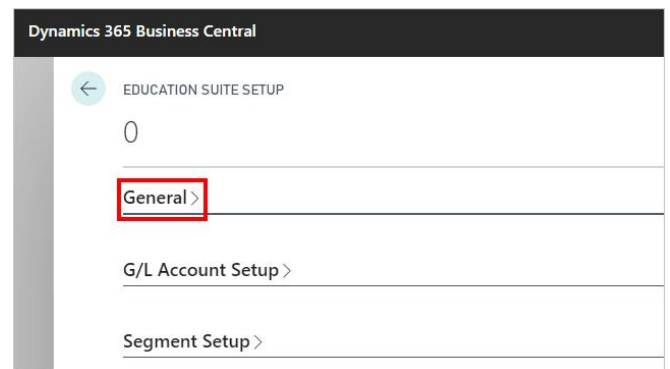 Dynamics 365 Business Central
EDUCATION SUITE SETUP
0
General
G/L Account Setup
Segment Setup